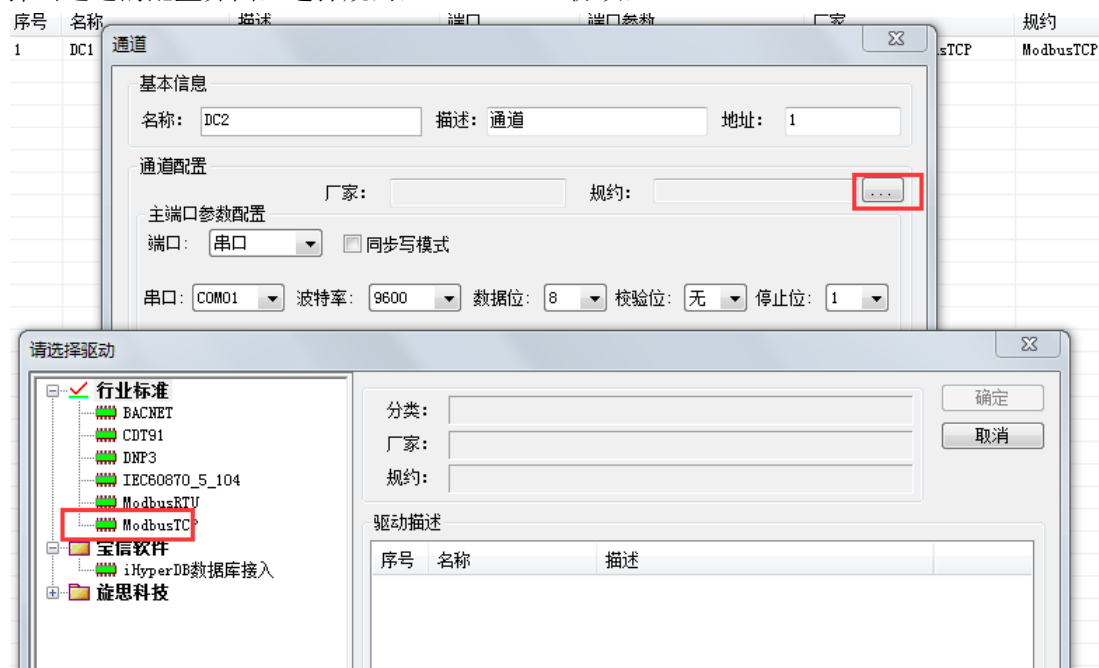 序号 名称 描述 端口 端口参数 厂家 规约
1 DC1 通道 sTCP ModbusTCP
基本信息
名称： DC2 描述： 通道 地址： 1
通道配置
厂家： 规约： ...
主端口参数配置
端口： 串口 同步写模式
串口： COM01 波特率： 9600 数据位： 8 校验位： 无 停止位： 1
请选择驱动
行业标准
BACNET
CDT91
DNP3
IEC60870_5_104
ModbusRTU
ModbusTCP
宝信软件
iHyperDB数据库接入
旋思科技
分类：
厂家：
规约：
确定
取消
驱动描述
序号 名称 描述